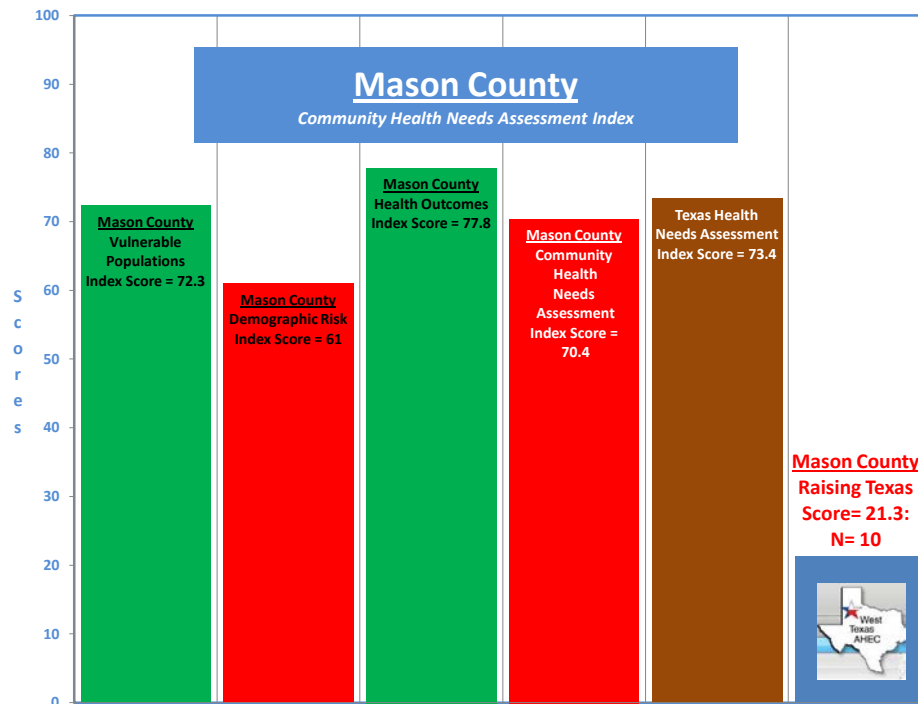 Mason County
Community Health Needs Assessment Index
Scores
100
90
80
70
60
50
40
30
20
10
0
Mason County
Vulnerable
Populations
Index Score = 72.3
Mason County
Demographic Risk
Index Score = 61
Mason County
Health Outcomes
Index Score = 77.8
Mason County
Community
Health
Needs
Assessment
Index Score =
70.4
Texas Health
Needs Assessment
Index Score = 73.4
Mason County
Raising Texas
Score= 21.3:
N= 10
West
Texas
AHEC